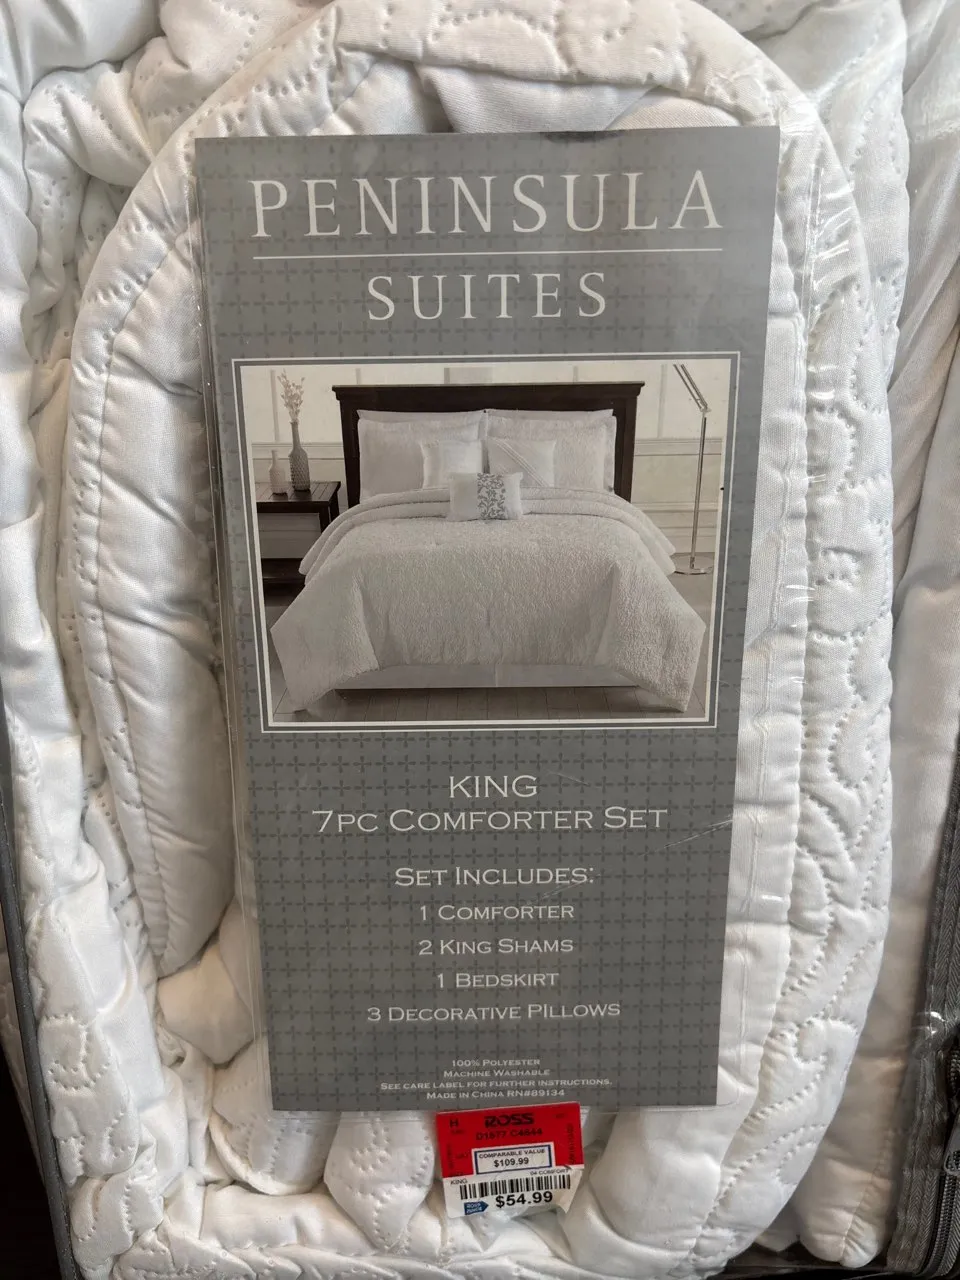 PENINSULA
SUITES
KING
7PC COMFORTER SET
SET INCLUDES:
1 COMFORTER
2 KING SHAMS
1 BEDSKIRT
3 DECORATIVE PILLOWS
100% POLYESTER
MACHINE WASHABLE
SEE CARE LABEL FOR FURTHER INSTRUCTIONS.
MADE IN CHINA RN#89134
H ROSS
D1577 C4644
COMPARABLE VALUE
$109.99
KING
$54.99